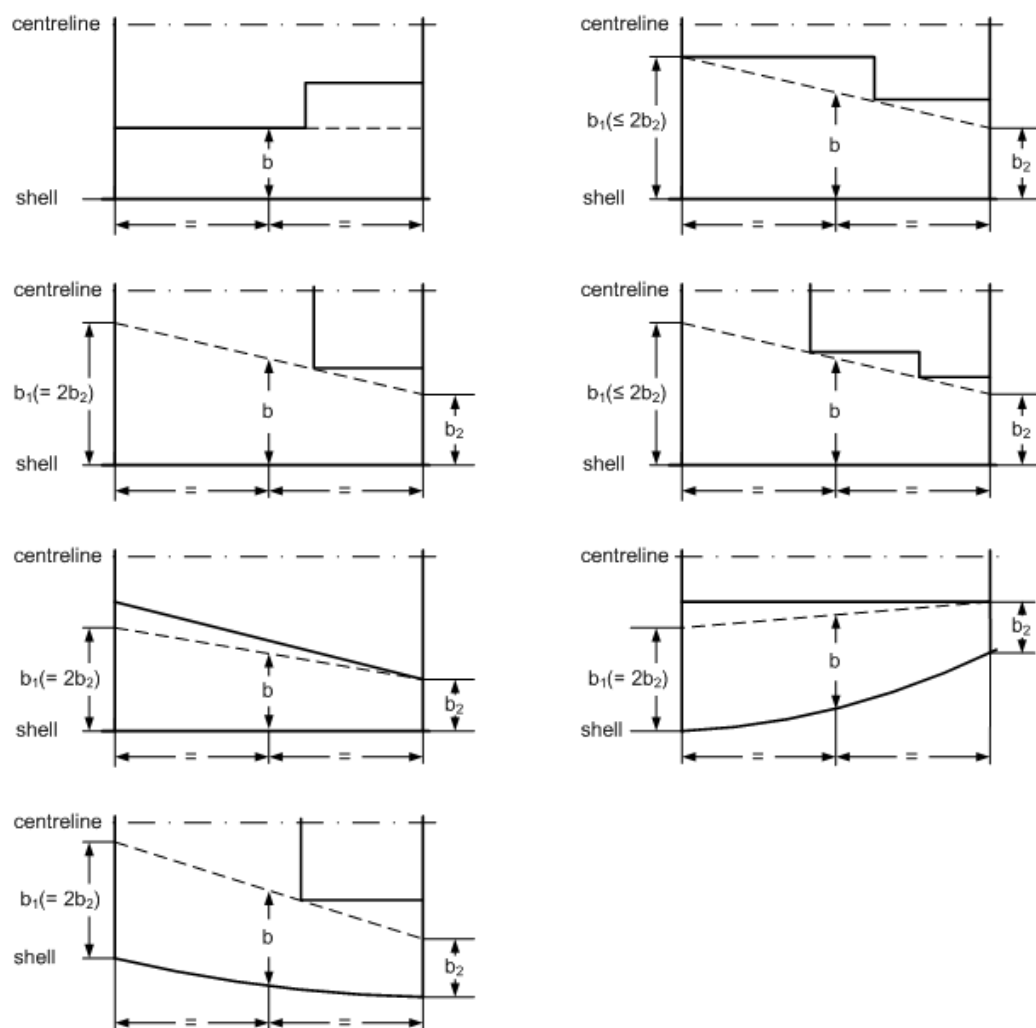 centreline
b
shell
= =
centreline
b₁(≤ 2b₂)
b
b₂
shell
= =
centreline
b₁(= 2b₂)
b
b₂
shell
= =
centreline
b₁(≤ 2b₂)
b
b₂
shell
= =
centreline
b₁(= 2b₂)
b
b₂
shell
= =
centreline
b₂
b
b₁(= 2b₂)
shell
= =
centreline
b₁(= 2b₂)
b
shell
b₂
= =